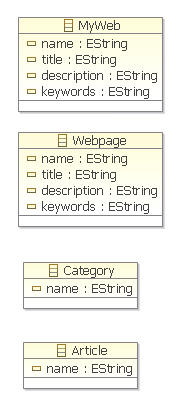 MyWeb
name : EString
title : EString
description : EString
keywords : EString
Webpage
name : EString
title : EString
description : EString
keywords : EString
Category
name : EString
Article
name : EString